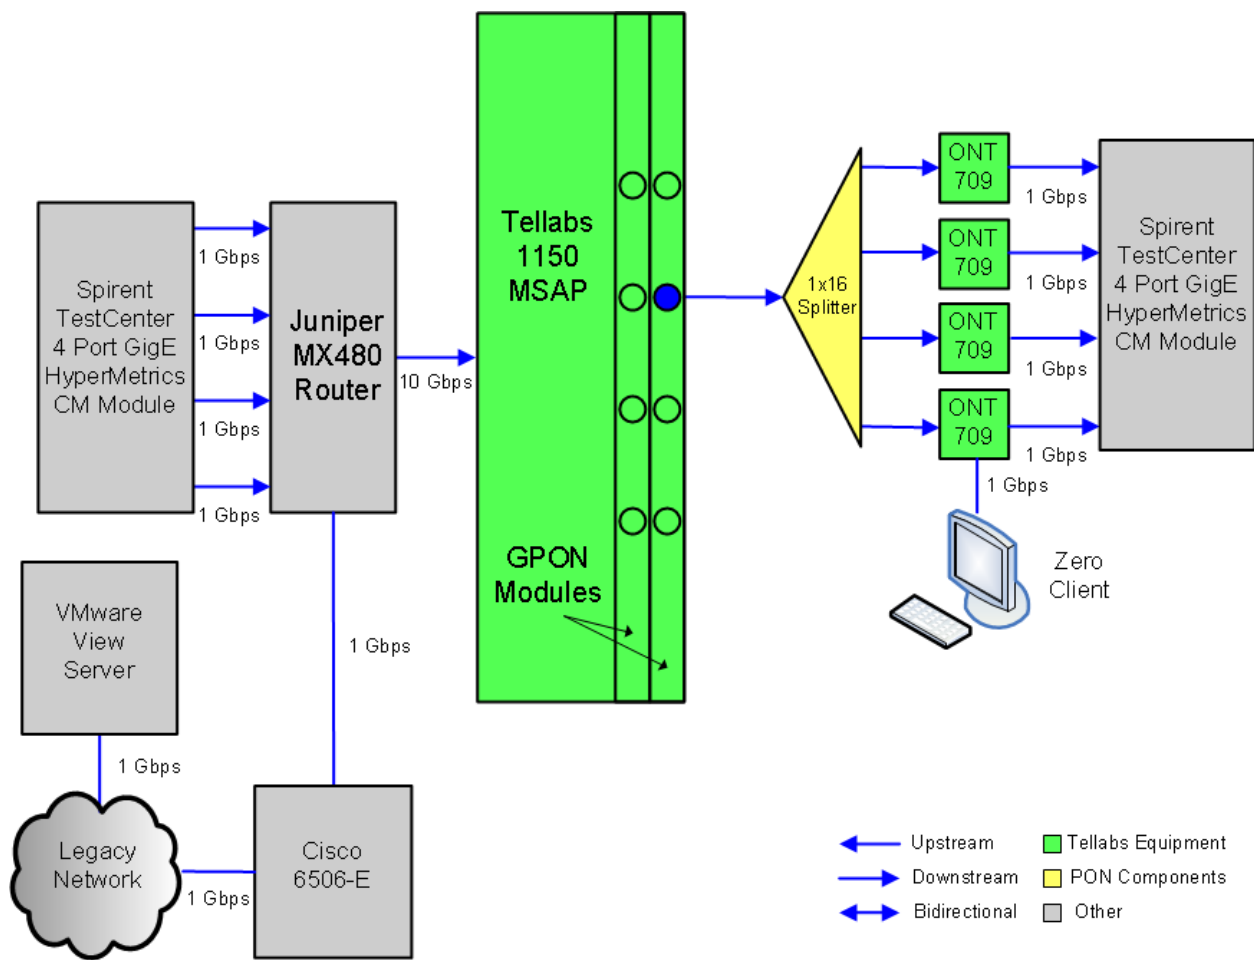 Spirent
TestCenter
4 Port GigE
HyperMetrics
CM Module
1 Gbps
1 Gbps
1 Gbps
1 Gbps
Juniper
MX480
Router
10 Gbps
Tellabs
1150
MSAP
GPON
Modules
1x16
Splitter
ONT
709
ONT
709
ONT
709
ONT
709
1 Gbps
1 Gbps
1 Gbps
1 Gbps
Spirent
TestCenter
4 Port GigE
HyperMetrics
CM Module
1 Gbps
Zero
Client
VMware
View
Server
1 Gbps
1 Gbps
Legacy
Network
1 Gbps
Cisco
6506-E
Upstream
Downstream
Bidirectional
Tellabs Equipment
PON Components
Other